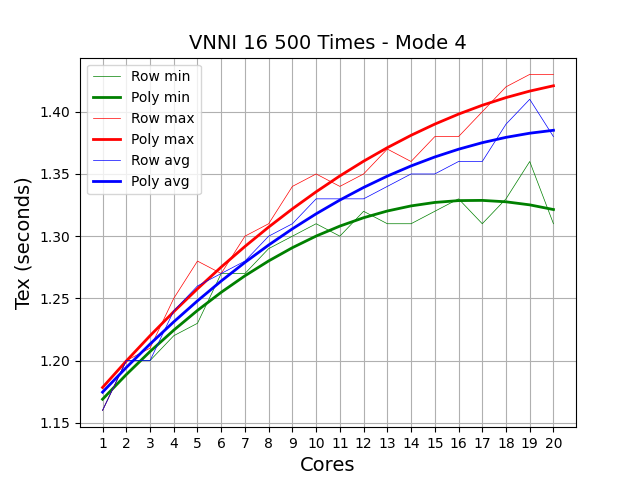 VNNI 16 500 Times - Mode 4
Row min
Poly min
Row max
Poly max
Row avg
Poly avg
Tex (seconds)
1.40
1.35
1.30
1.25
1.20
1.15
1 2 3 4 5 6 7 8 9 10 11 12 13 14 15 16 17 18 19 20
Cores